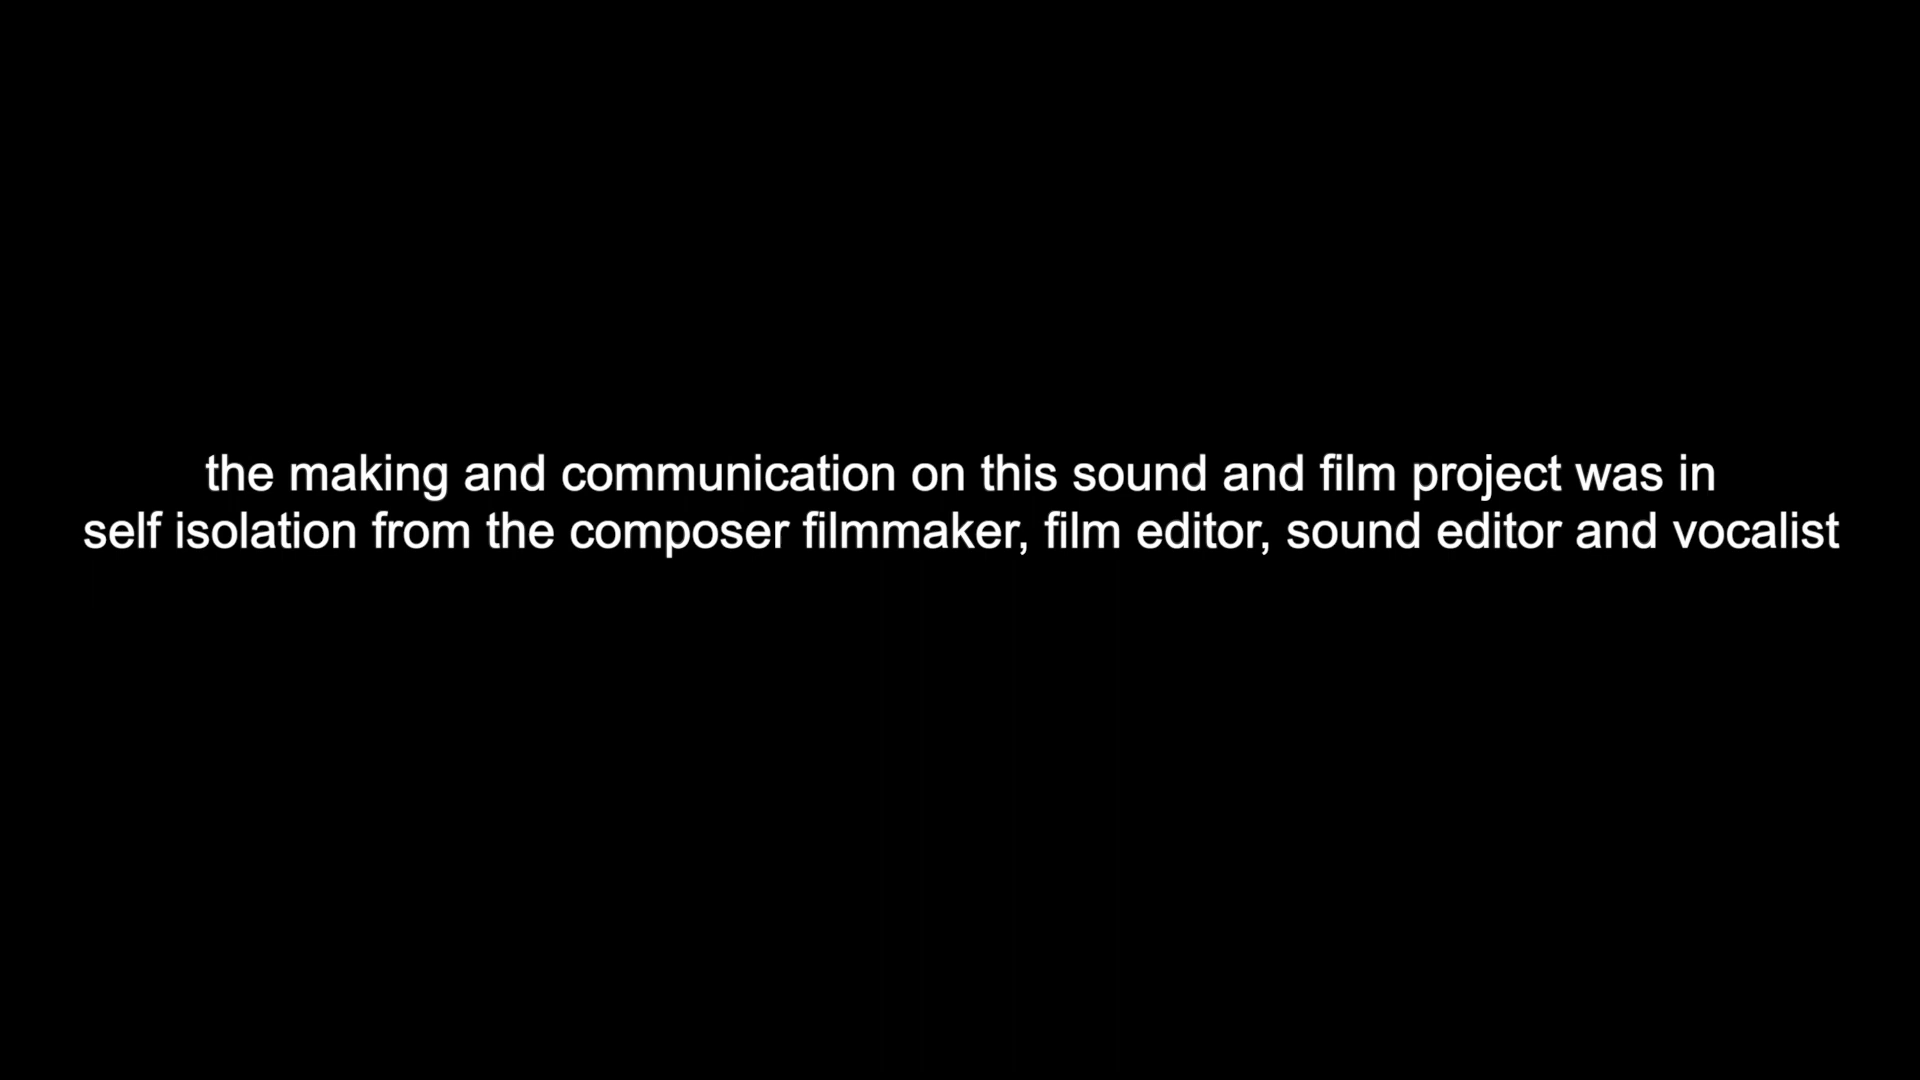 the making and communication on this sound and film project was in
self isolation from the composer filmmaker, film editor, sound editor and vocalist